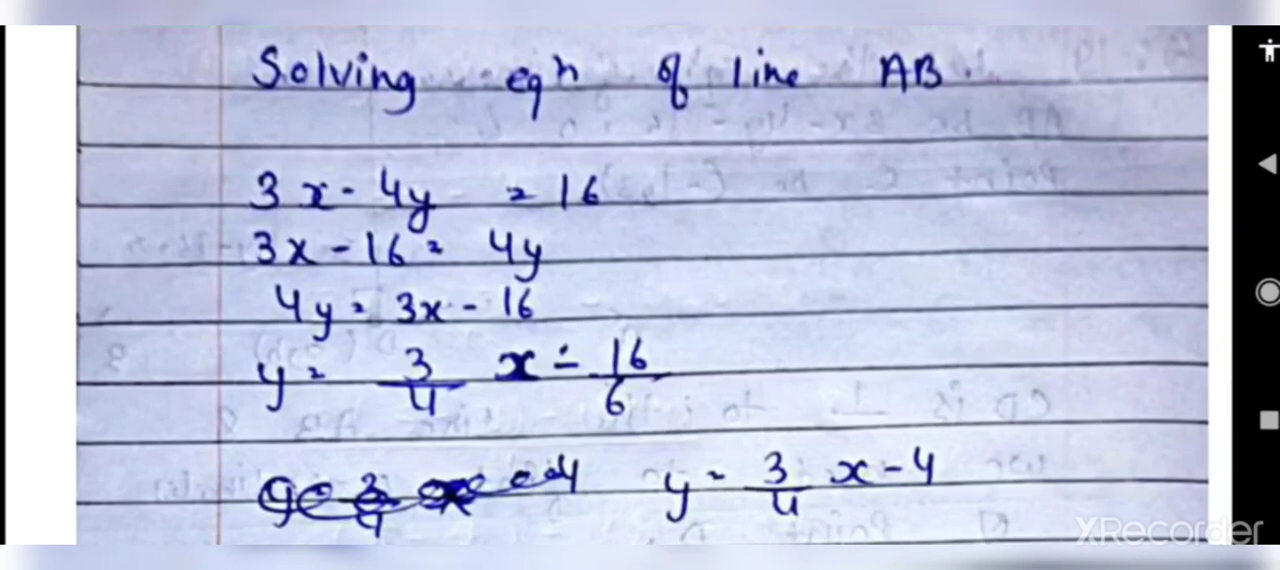 Solving eqn of line AB.
3x - 4y = 16
3x - 16 = 4y
4y = 3x - 16
y = 3/4 x - 16/6
y = 3/4 x - 4
XRecorder